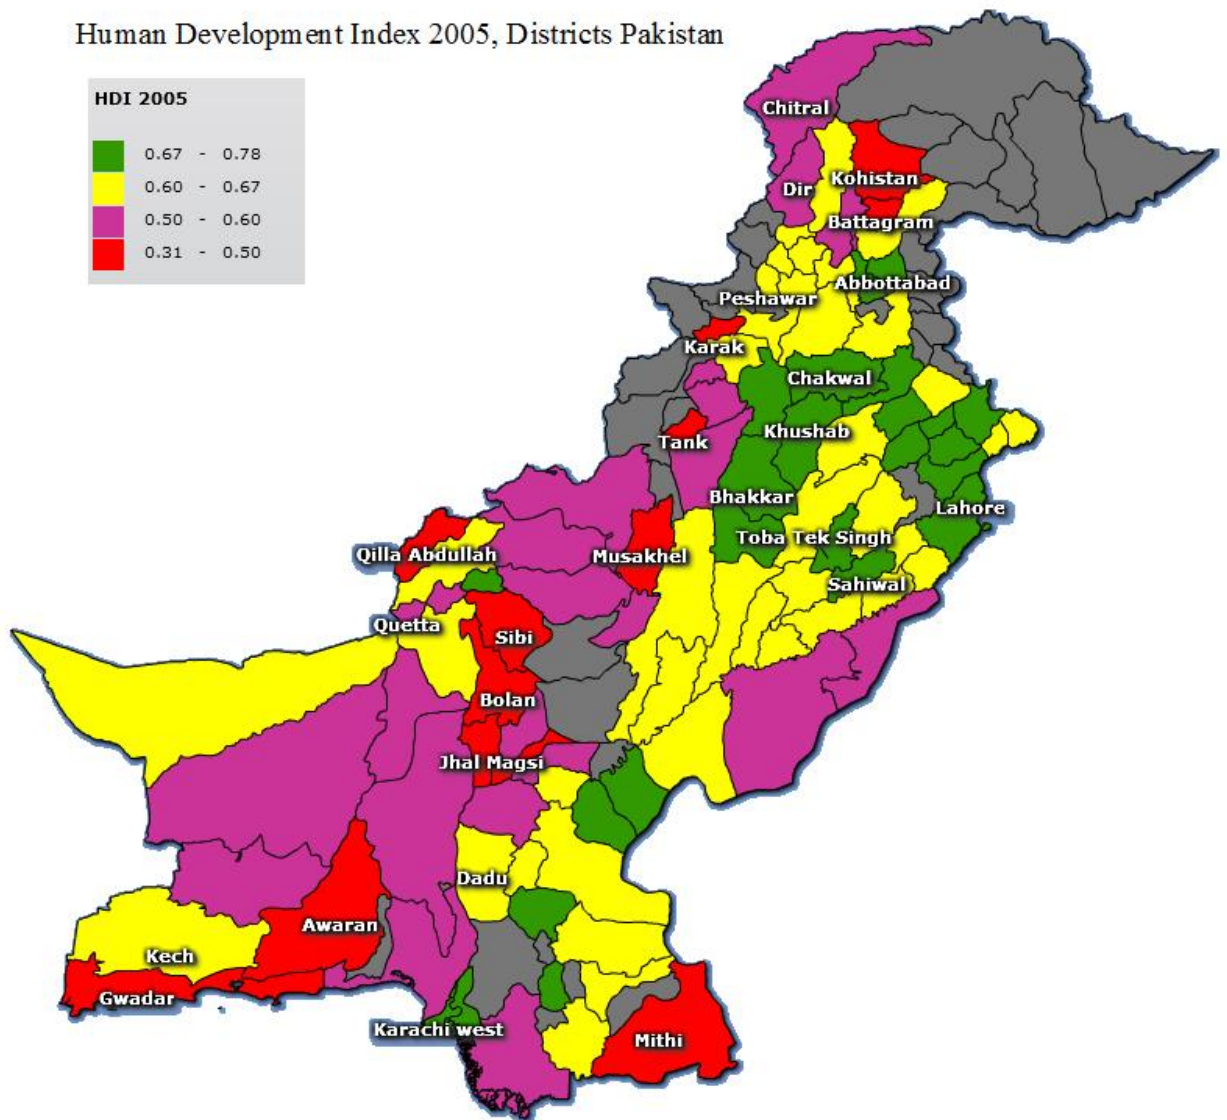 Human Development Index 2005, Districts Pakistan
HDI 2005
0.67 - 0.78
0.60 - 0.67
0.50 - 0.60
0.31 - 0.50
Chitral
Kohistan
Dir
Battagram
Abbottabad
Peshawar
Karak
Chakwal
Khushab
Tank
Bhakkar
Lahore
Toba Tek Singh
Qilla Abdullah
Musakhel
Sahiwal
Quetta
Sibi
Bolan
Jhal Magsi
Dadu
Awaran
Kech
Gwadar
Karachi west
Mithi